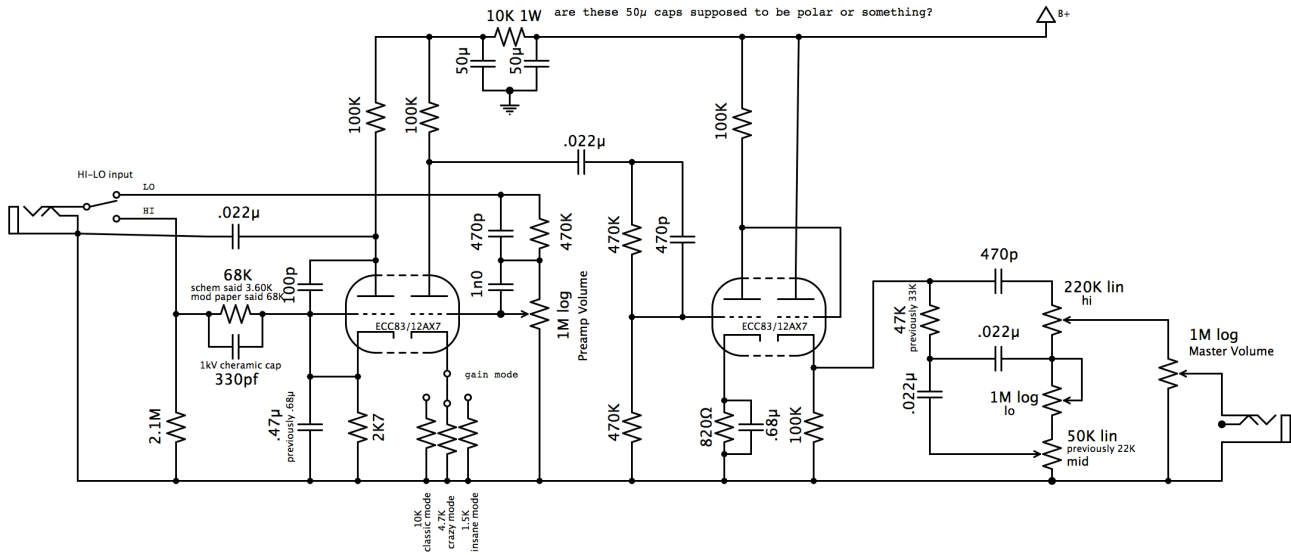 are these 50µ caps supposed to be polar or something?
10K 1W
B+
50µ
50µ
100K
100K
100K
.022µ
HI-LO input
LO
HI
.022µ
470p
470K
470K
470p
68K
schem said 3.60K
mod paper said 68K
100p
1n0
1M log
Preamp Volume
ECC83/12AX7
ECC83/12AX7
1kV cheramic cap
330pf
gain mode
2.1M
.47µ
previously .68µ
2K7
470K
820Ω
.68µ
100K
470p
47K
previously 33K
220K lin
hi
.022µ
1M log
Master Volume
.022µ
1M log
lo
50K lin
previously 22K
mid
10K
classic mode
4.7K
crazy mode
1.5K
insane mode